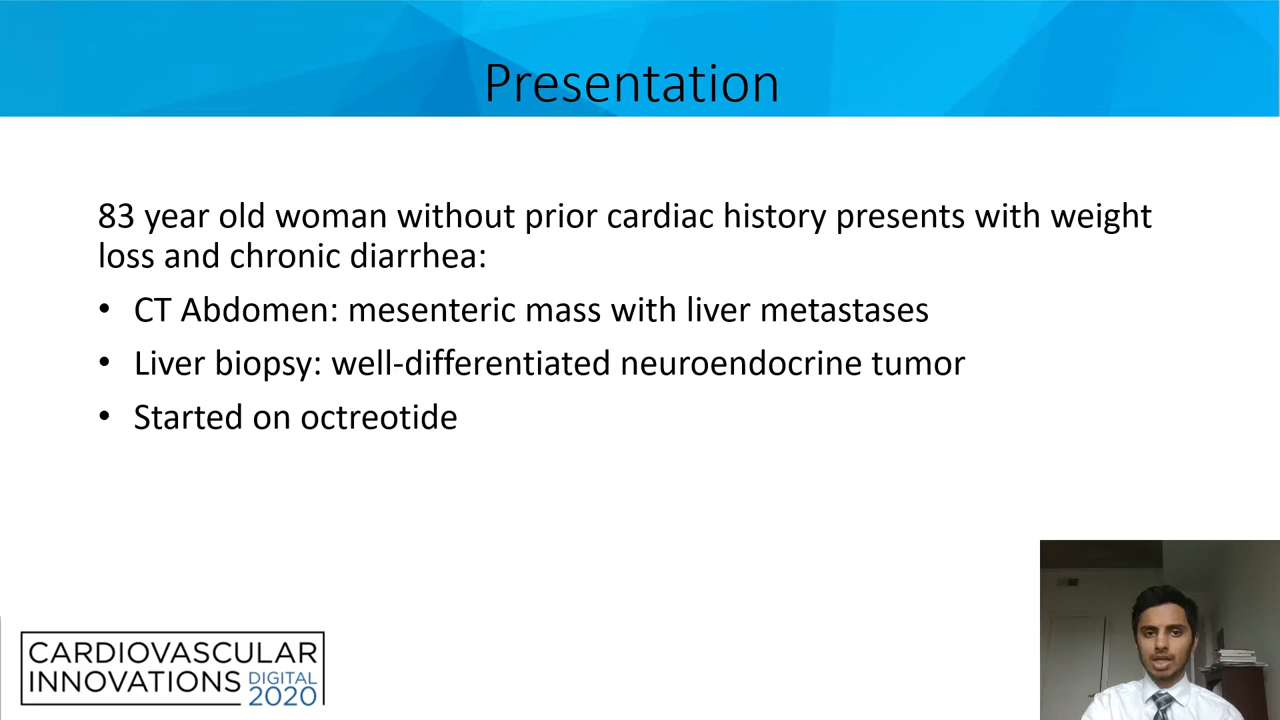 Presentation
83 year old woman without prior cardiac history presents with weight
loss and chronic diarrhea:
• CT Abdomen: mesenteric mass with liver metastases
• Liver biopsy: well-differentiated neuroendocrine tumor
• Started on octreotide
CARDIOVASCULAR
INNOVATIONS DIGITAL
2020